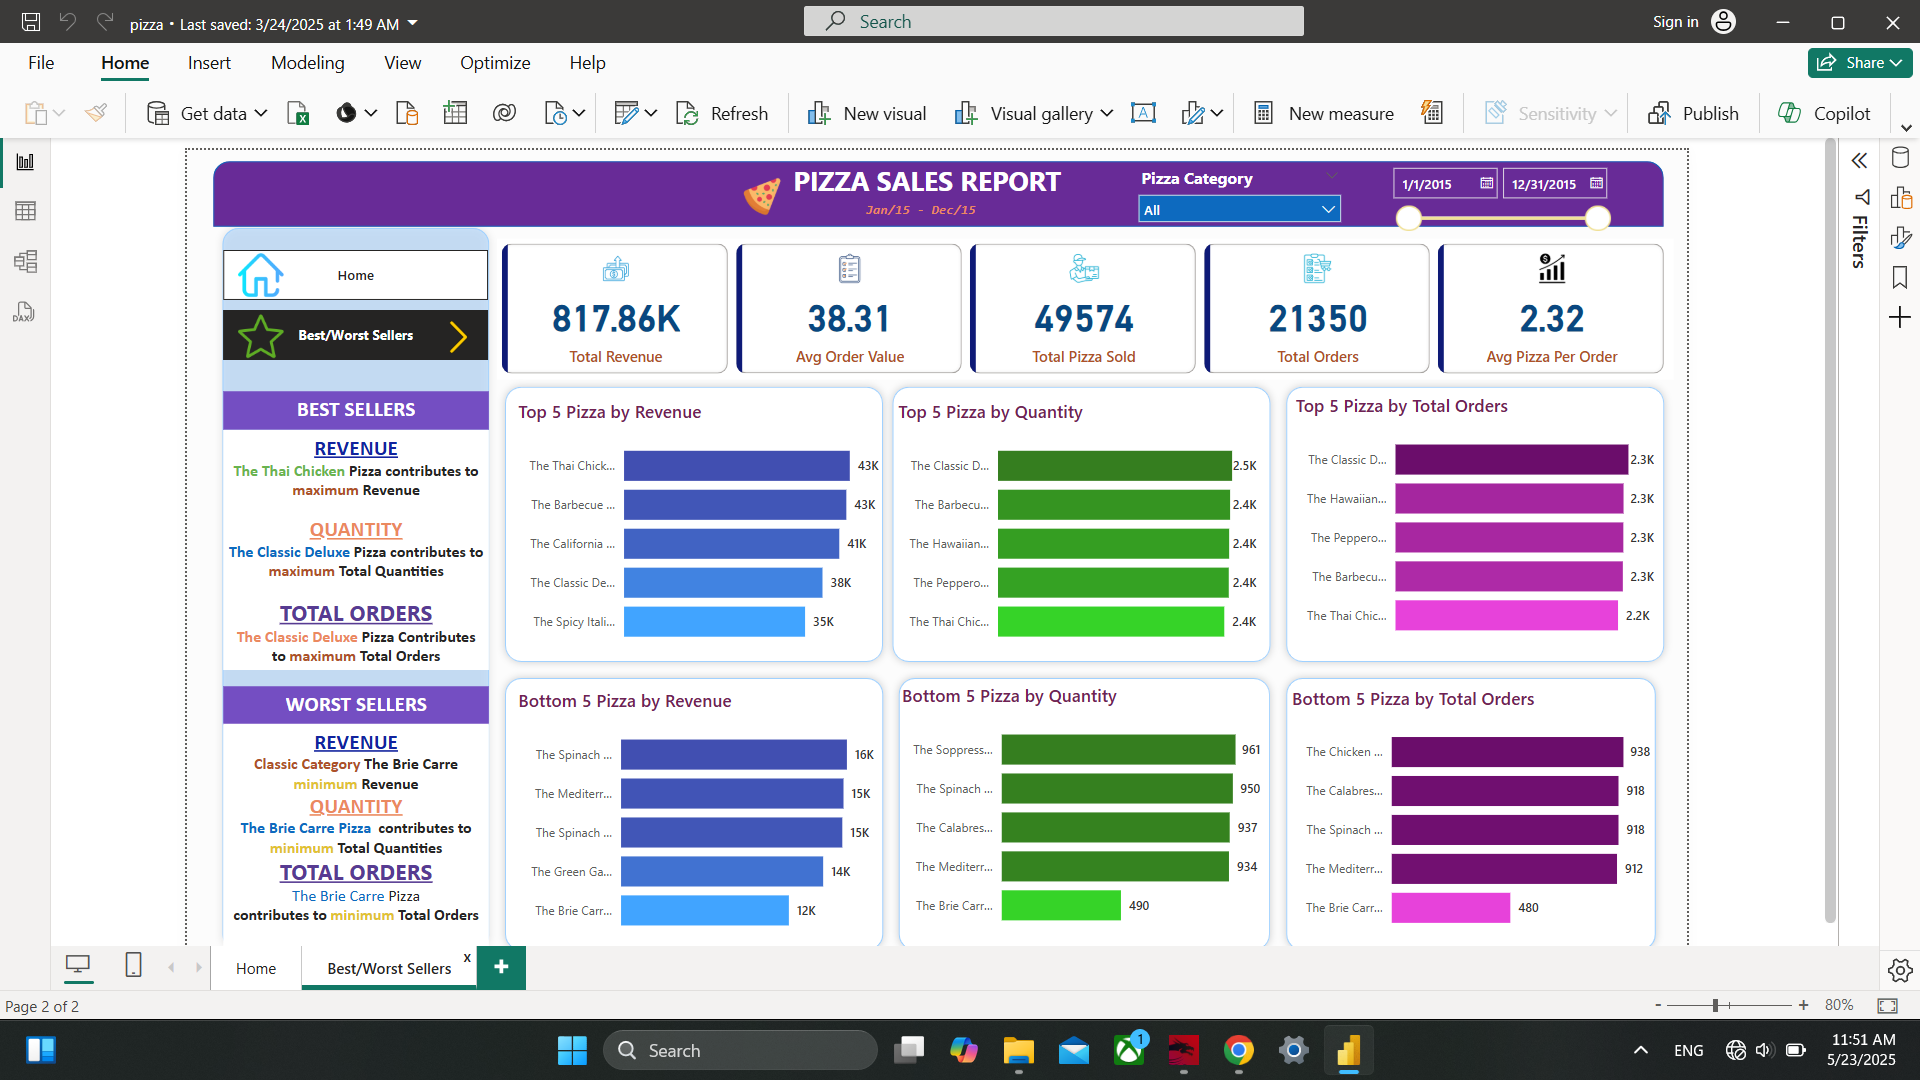 pizza • Last saved: 3/24/2025 at 1:49 AM
Search
Sign in
File
Home
Insert
Modeling
View
Optimize
Help
Share
Get data
Refresh
New visual
Visual gallery
New measure
Sensitivity
Publish
Copilot
DAX
Filters
PIZZA SALES REPORT
Jan/15 - Dec/15
Pizza Category
All
1/1/2015
12/31/2015
Home
Best/Worst Sellers
817.86K
Total Revenue
38.31
Avg Order Value
49574
Total Pizza Sold
21350
Total Orders
2.32
Avg Pizza Per Order
BEST SELLERS
REVENUE
The Thai Chicken Pizza contributes to
maximum Revenue
QUANTITY
The Classic Deluxe Pizza contributes to
maximum Total Quantities
TOTAL ORDERS
The Classic Deluxe Pizza Contributes
to maximum Total Orders
WORST SELLERS
REVENUE
Classic Category The Brie Carre
minimum Revenue
QUANTITY
The Brie Carre Pizza contributes to
minimum Total Quantities
TOTAL ORDERS
The Brie Carre Pizza
contributes to minimum Total Orders
Top 5 Pizza by Revenue
The Thai Chick... 43K
The Barbecue ... 43K
The California ... 41K
The Classic De... 38K
The Spicy Itali... 35K
Top 5 Pizza by Quantity
The Classic D... 2.5K
The Barbecu... 2.4K
The Hawaiian... 2.4K
The Peppero... 2.4K
The Thai Chic... 2.4K
Top 5 Pizza by Total Orders
The Classic D... 2.3K
The Hawaiian... 2.3K
The Peppero... 2.3K
The Barbecu... 2.3K
The Thai Chic... 2.2K
Bottom 5 Pizza by Revenue
The Spinach ... 16K
The Mediterr... 15K
The Spinach ... 15K
The Green Ga... 14K
The Brie Carr... 12K
Bottom 5 Pizza by Quantity
The Soppress... 961
The Spinach ... 950
The Calabres... 937
The Mediterr... 934
The Brie Carr... 490
Bottom 5 Pizza by Total Orders
The Chicken ... 938
The Calabres... 918
The Spinach ... 918
The Mediterr... 912
The Brie Carr... 480
Home
Best/Worst Sellers
x
Page 2 of 2
- + 80%
Search
1
ENG
11:51 AM
5/23/2025